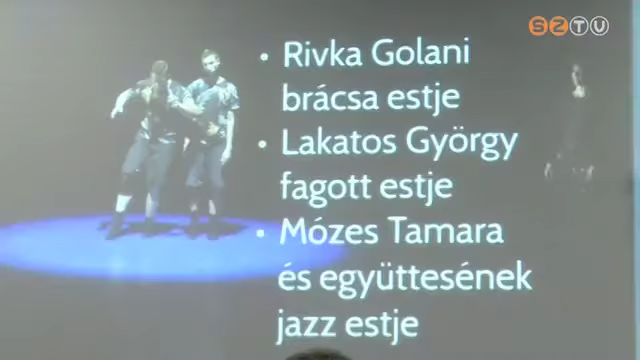 SZTV
• Rivka Golani
brácsa estje
• Lakatos György
fagott estje
• Mózes Tamara
és együttesének
jazz estje